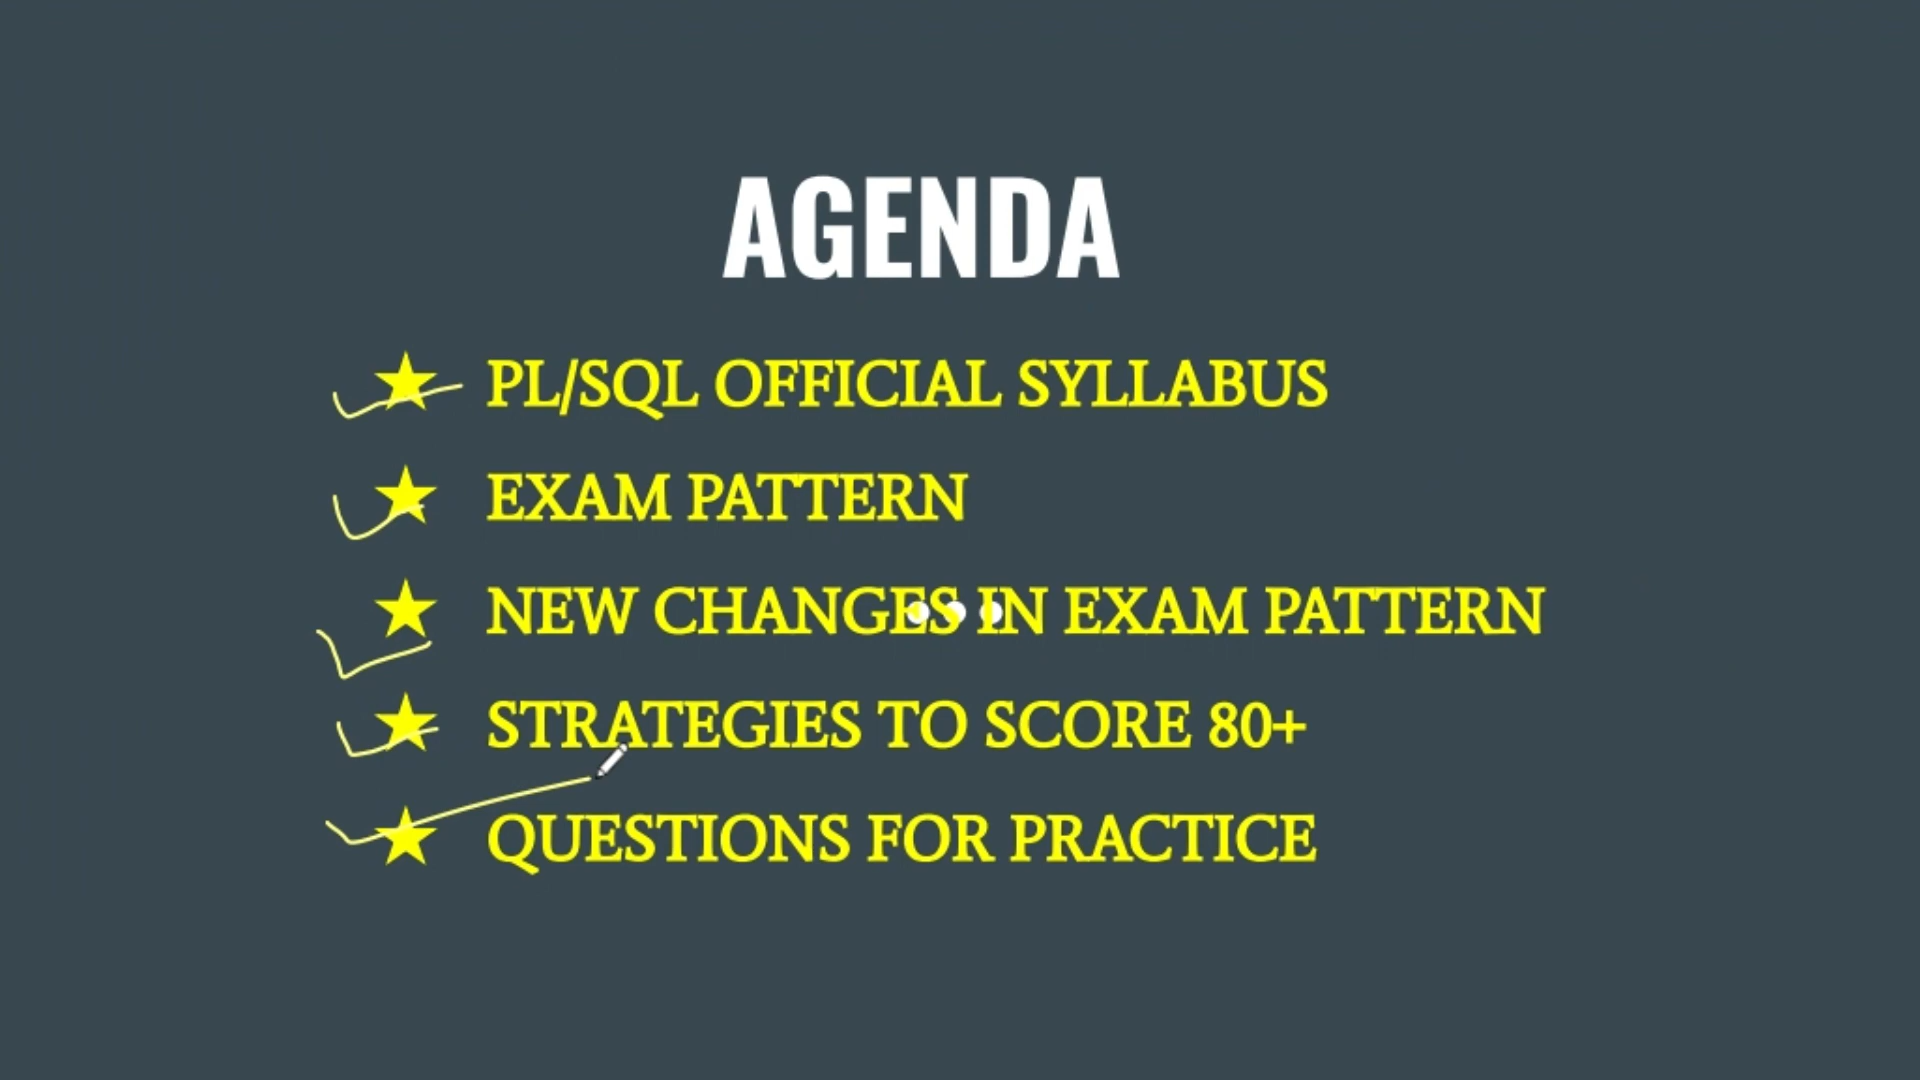 AGENDA
PL/SQL OFFICIAL SYLLABUS
EXAM PATTERN
NEW CHANGES IN EXAM PATTERN
STRATEGIES TO SCORE 80+
QUESTIONS FOR PRACTICE